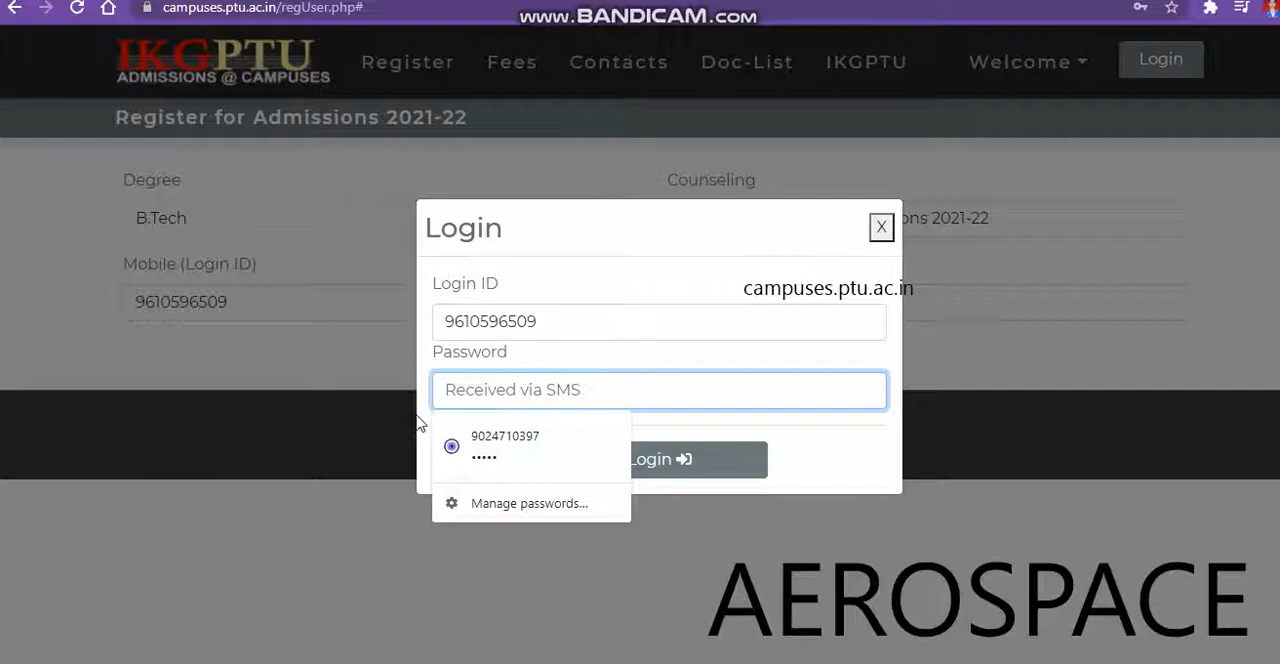 campuses.ptu.ac.in/regUser.php#
www.BANDICAM.com
IKGPTU
ADMISSIONS @ CAMPUSES
Register Fees Contacts Doc-List IKGPTU Welcome Login
Register for Admissions 2021-22
Degree Counseling
B.Tech ons 2021-22
Mobile (Login ID)
9610596509
Login X
Login ID
campuses.ptu.ac.in
9610596509
Password
Received via SMS
9024710397
•••••
Login
Manage passwords...
AEROSPACE